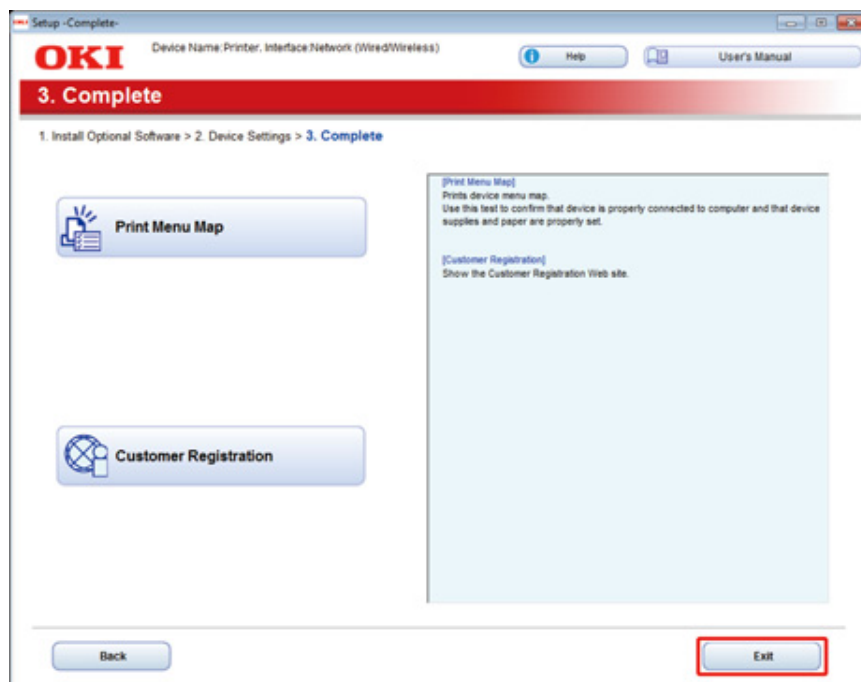 Setup -Complete-
OKI
Device Name:Printer, Interface:Network (Wired/Wireless)
Help
User's Manual
3. Complete
1. Install Optional Software > 2. Device Settings > 3. Complete
Print Menu Map
[Print Menu Map]
Prints device menu map.
Use this test to confirm that device is properly connected to computer and that device
supplies and paper are properly set.
[Customer Registration]
Show the Customer Registration Web site.
Customer Registration
Back
Exit